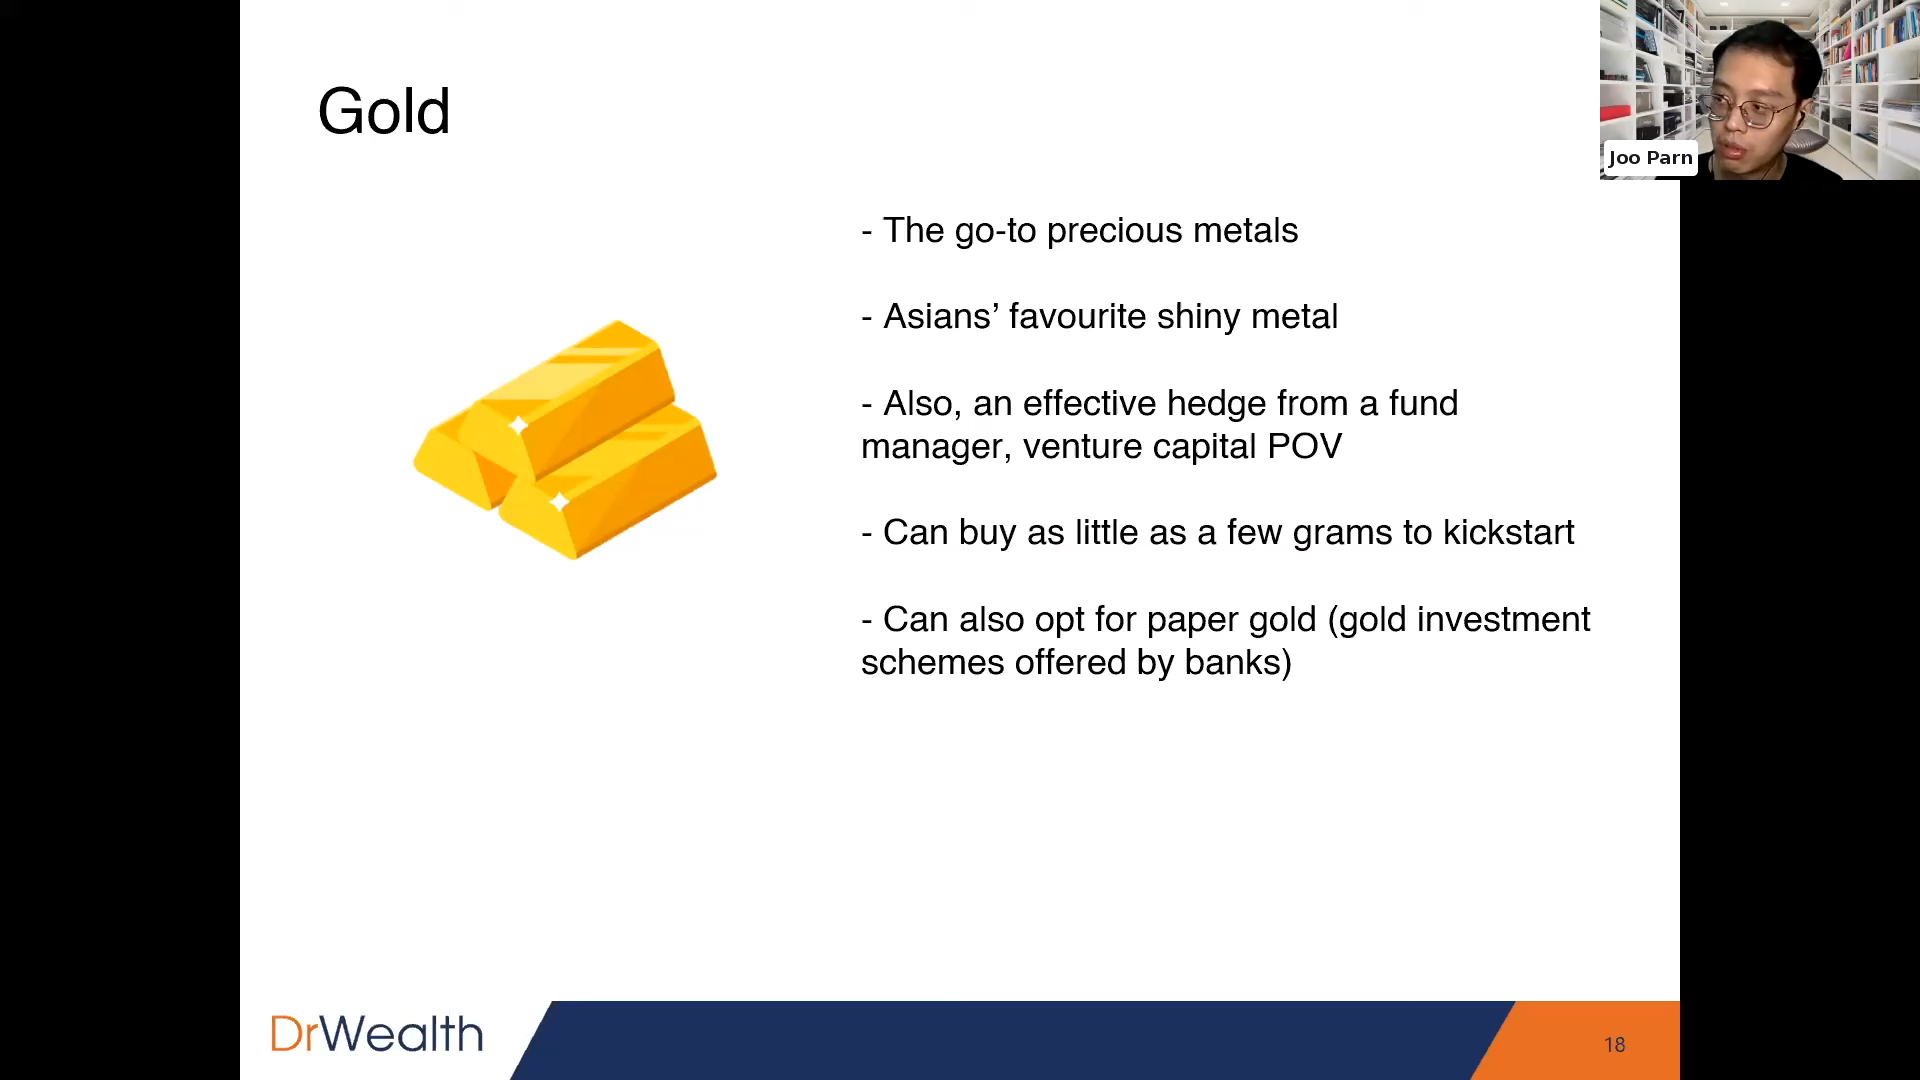 Gold
Joo Parn
- The go-to precious metals
- Asians’ favourite shiny metal
- Also, an effective hedge from a fund
manager, venture capital POV
- Can buy as little as a few grams to kickstart
- Can also opt for paper gold (gold investment
schemes offered by banks)
DrWealth
18